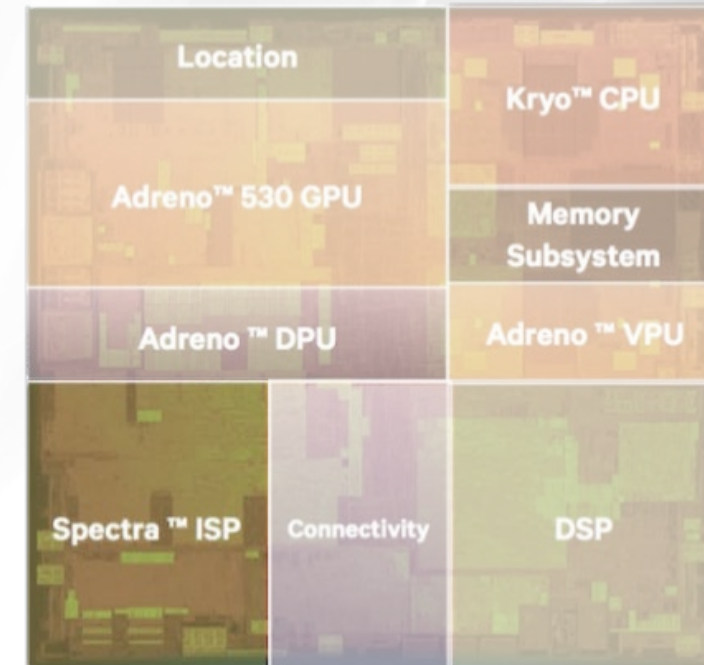 Location
Kryo™ CPU
Adreno™ 530 GPU
Memory
Subsystem
Adreno ™ DPU
Adreno ™ VPU
Spectra ™ ISP
Connectivity
DSP